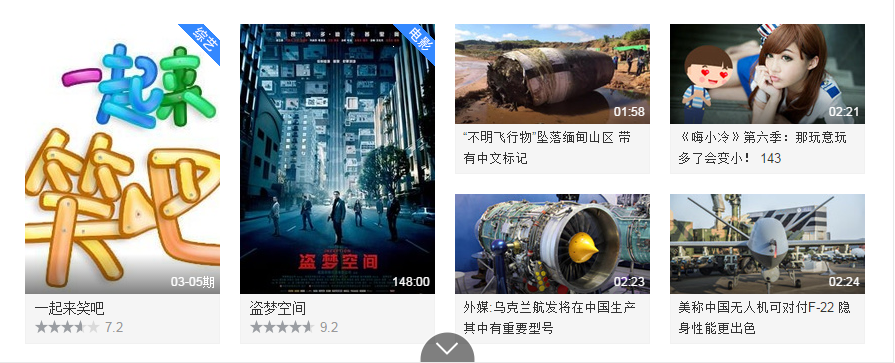 综艺
一起来
笑吧
03-05期
一起来笑吧
7.2
电影
盗梦空间
148:00
盗梦空间
9.2
01:58
“不明飞行物”坠落缅甸山区 带
有中文标记
02:21
《嗨小冷》第六季：那玩意玩
多了会变小！ 143
02:23
外媒:乌克兰航发将在中国生产
其中有重要型号
02:24
美称中国无人机可对付F-22 隐
身性能更出色